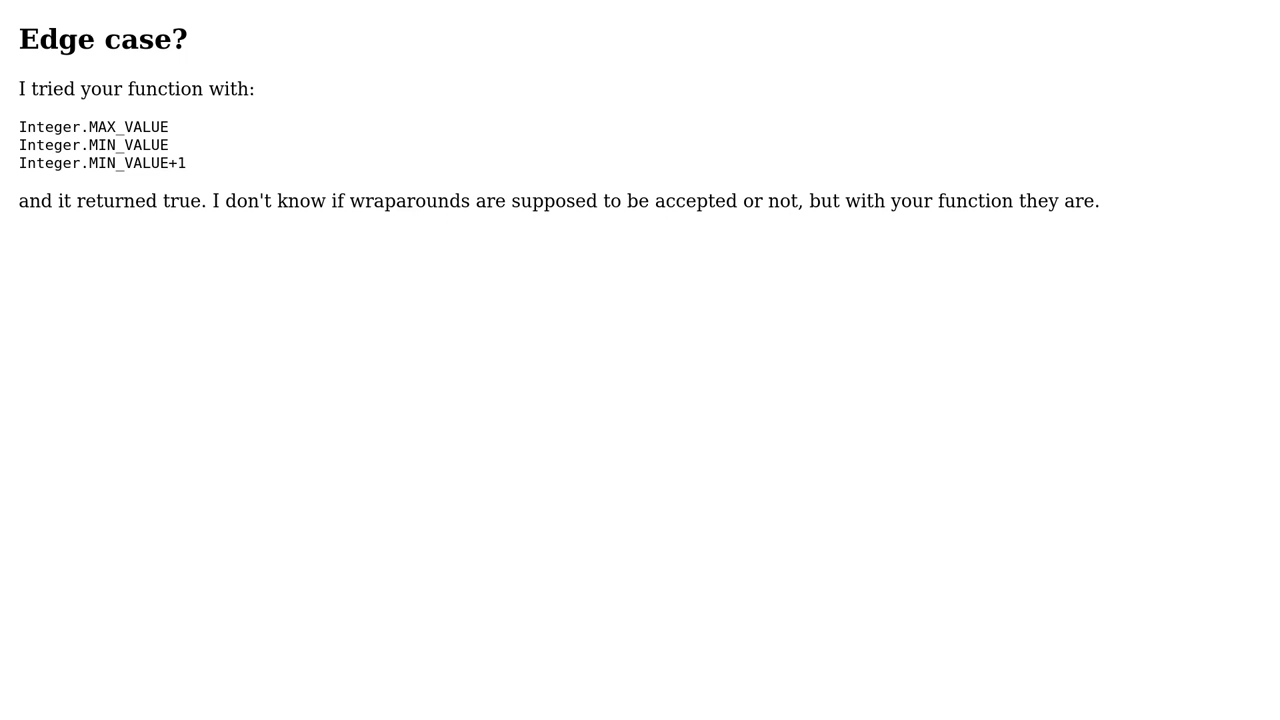 Edge case?
I tried your function with:
Integer.MAX_VALUE
Integer.MIN_VALUE
Integer.MIN_VALUE+1
and it returned true. I don't know if wraparounds are supposed to be accepted or not, but with your function they are.